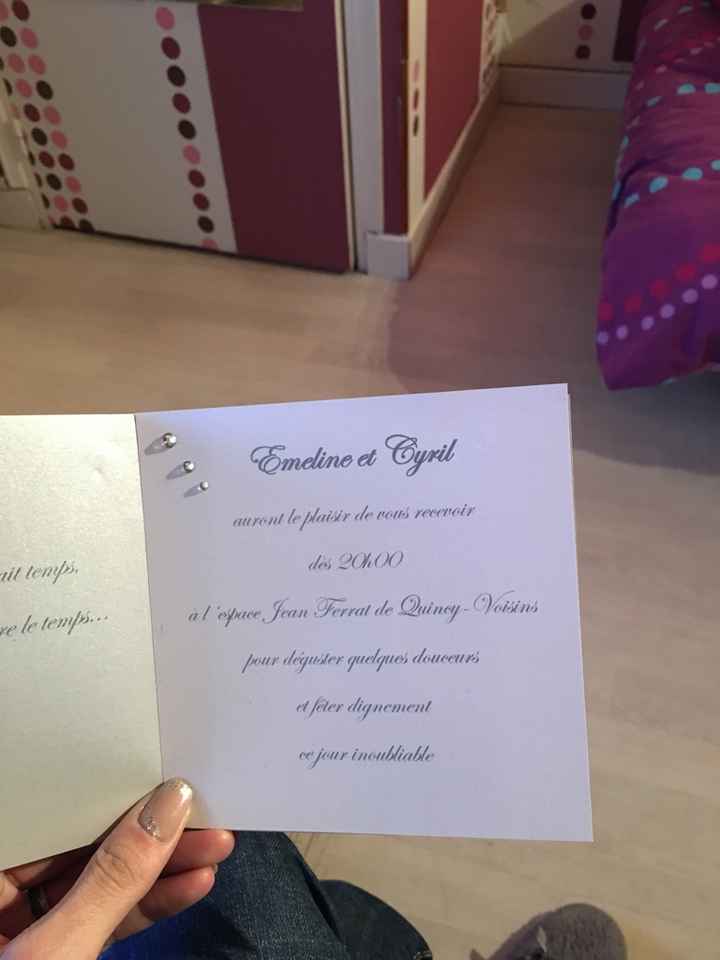 ait temps,
re le temps...
Emeline et Cyril
auront le plaisir de vous recevoir
dès 20h00
à l'espace Jean Ferrat de Quincy-Voisins
pour déguster quelques douceurs
et fêter dignement
ce jour inoubliable